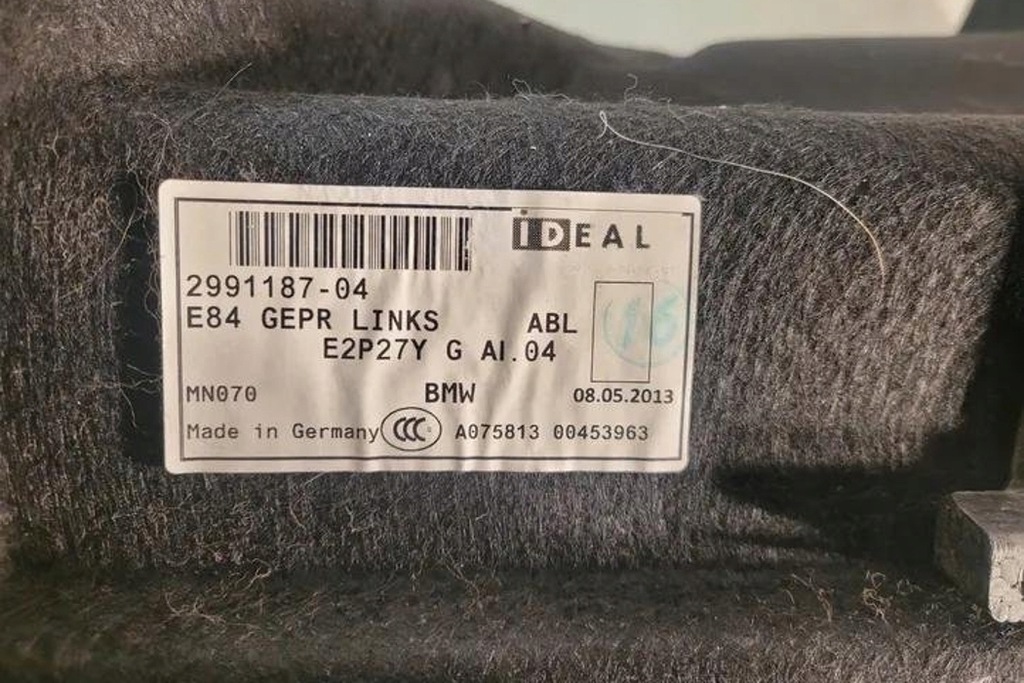 iDEAL
2991187-04
E84 GEPR LINKS ABL
E2P27Y G AI.04
MN070 BMW 08.05.2013
Made in Germany CCC A075813 00453963